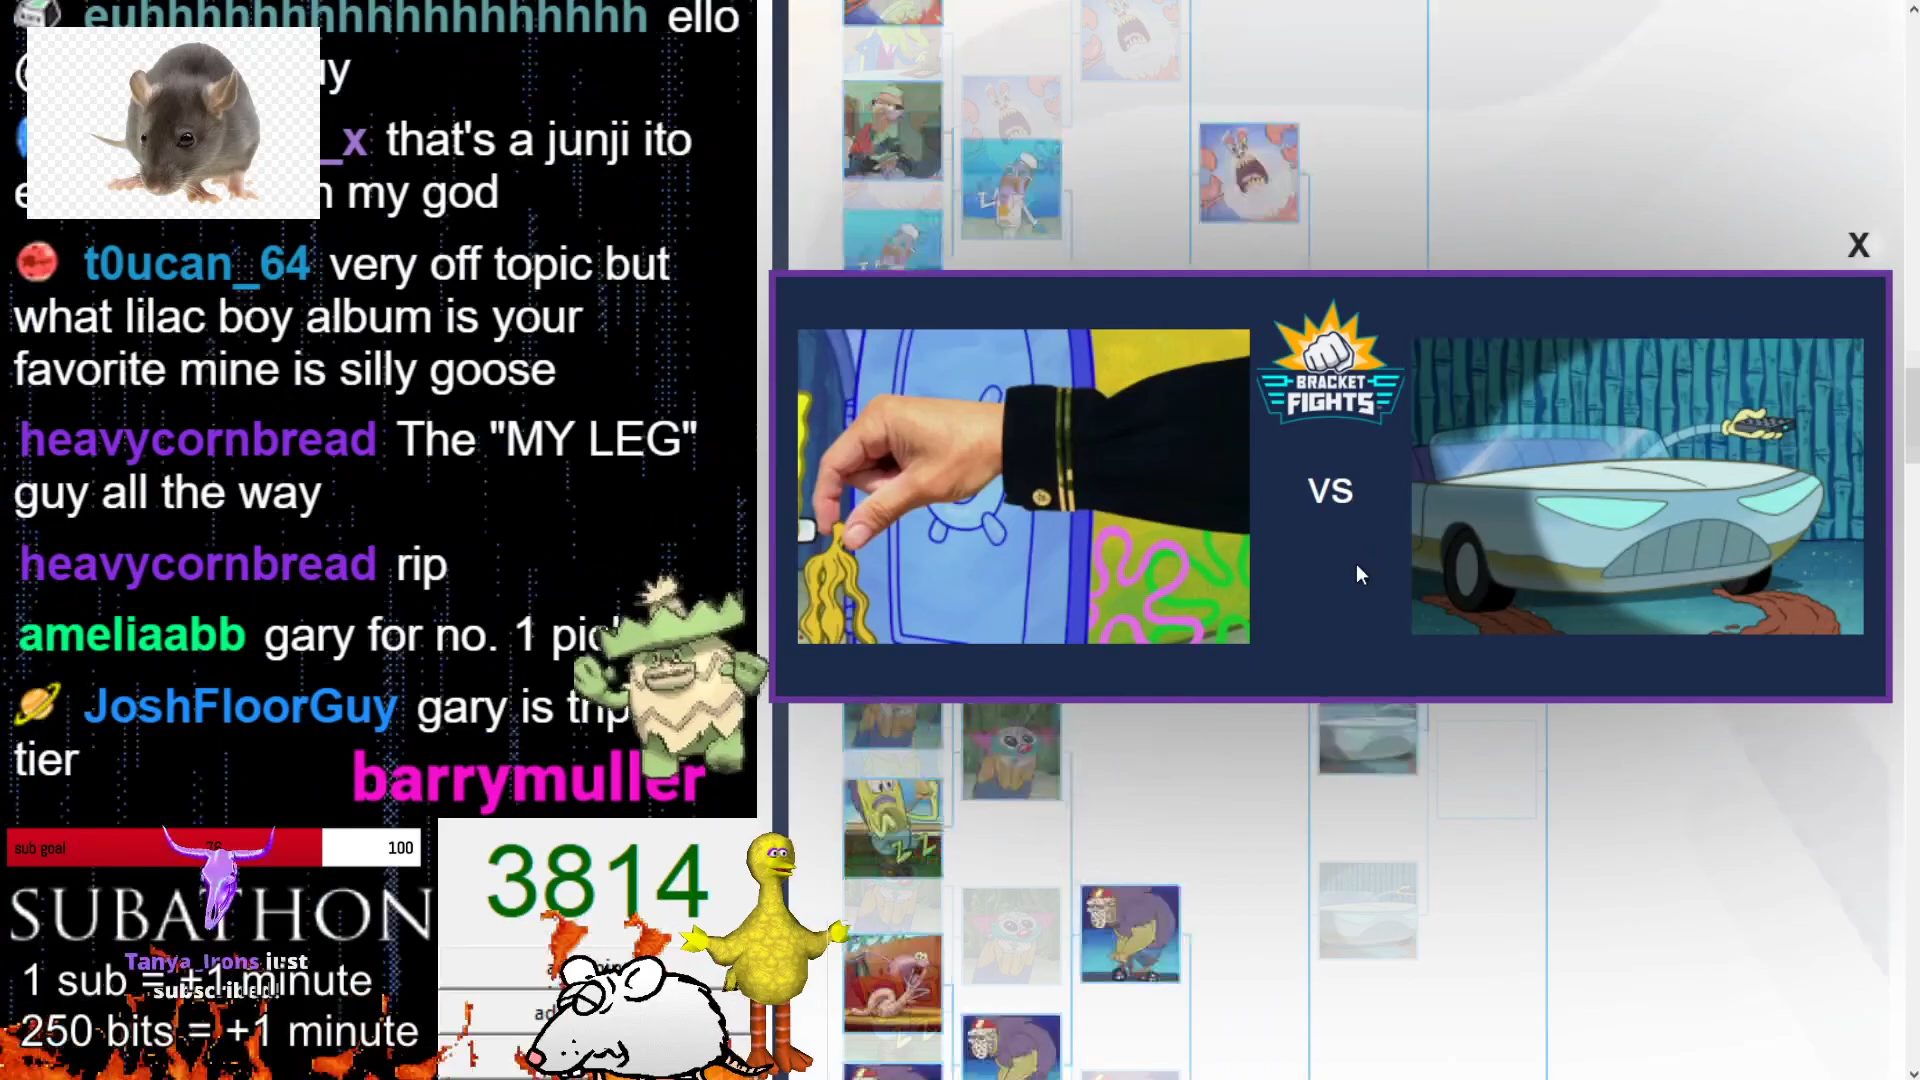 euhhhhhhhhhhhhhhhhhhh ello
uy
_x that's a junji ito
my god
t0ucan_64 very off topic but
what lilac boy album is your
favorite mine is silly goose
heavycornbread The "MY LEG"
guy all the way
heavycornbread rip
ameliaabb gary for no. 1
JoshFloorGuy gary is
tier
barrymuller
sub goal 100
SUBATHON
Tanya_Irons just
subscribed!
1 sub = +1 minute
250 bits = +1 minute
3814
X
BRACKET
FIGHTS
VS